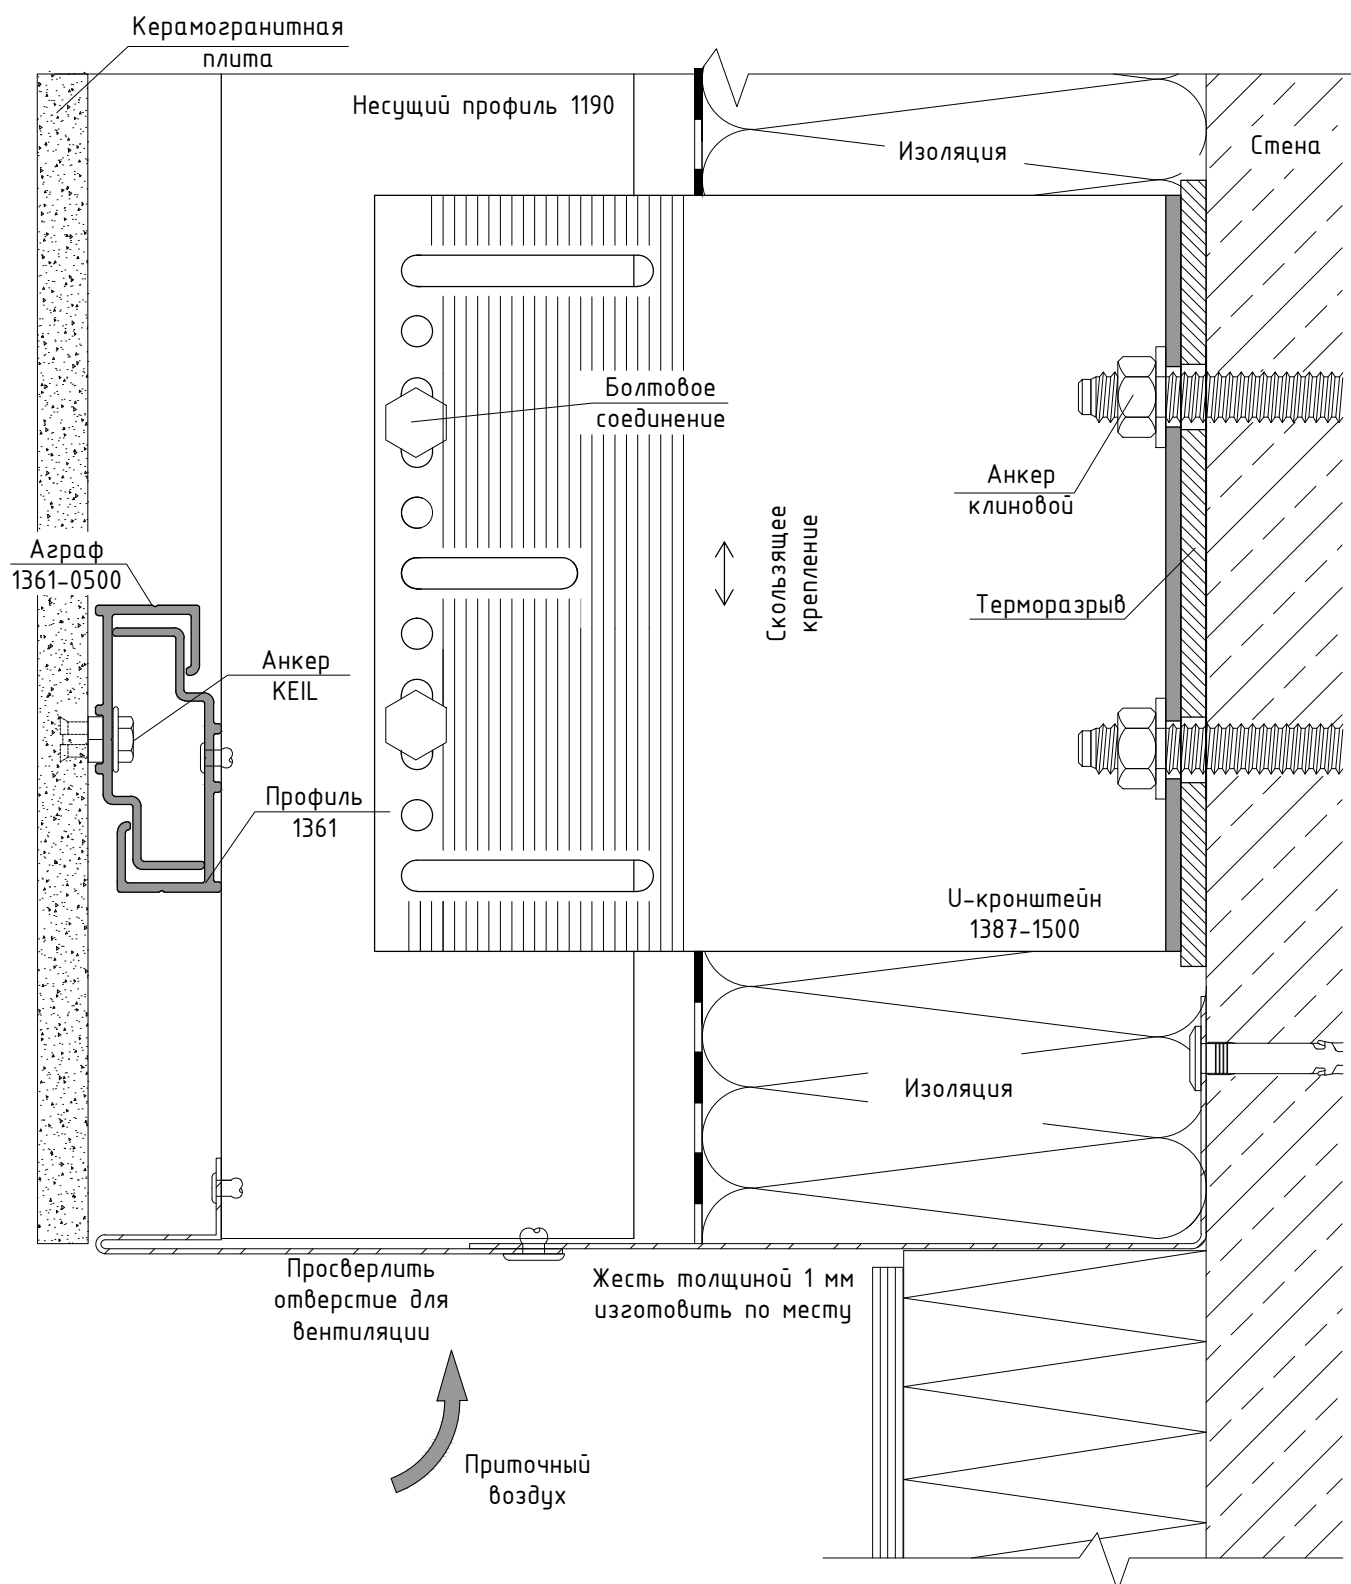 Керамогранитная
плита
Несущий профиль 1190
Изоляция
Стена
Болтовое
соединение
Анкер
клиновой
Скользящее
крепление
Аграф
1361-0500
Терморазрыв
Анкер
KEIL
Профиль
1361
U-кронштейн
1387-1500
Изоляция
Просверлить
отверстие для
вентиляции
Жесть толщиной 1 мм
изготовить по месту
Приточный
воздух